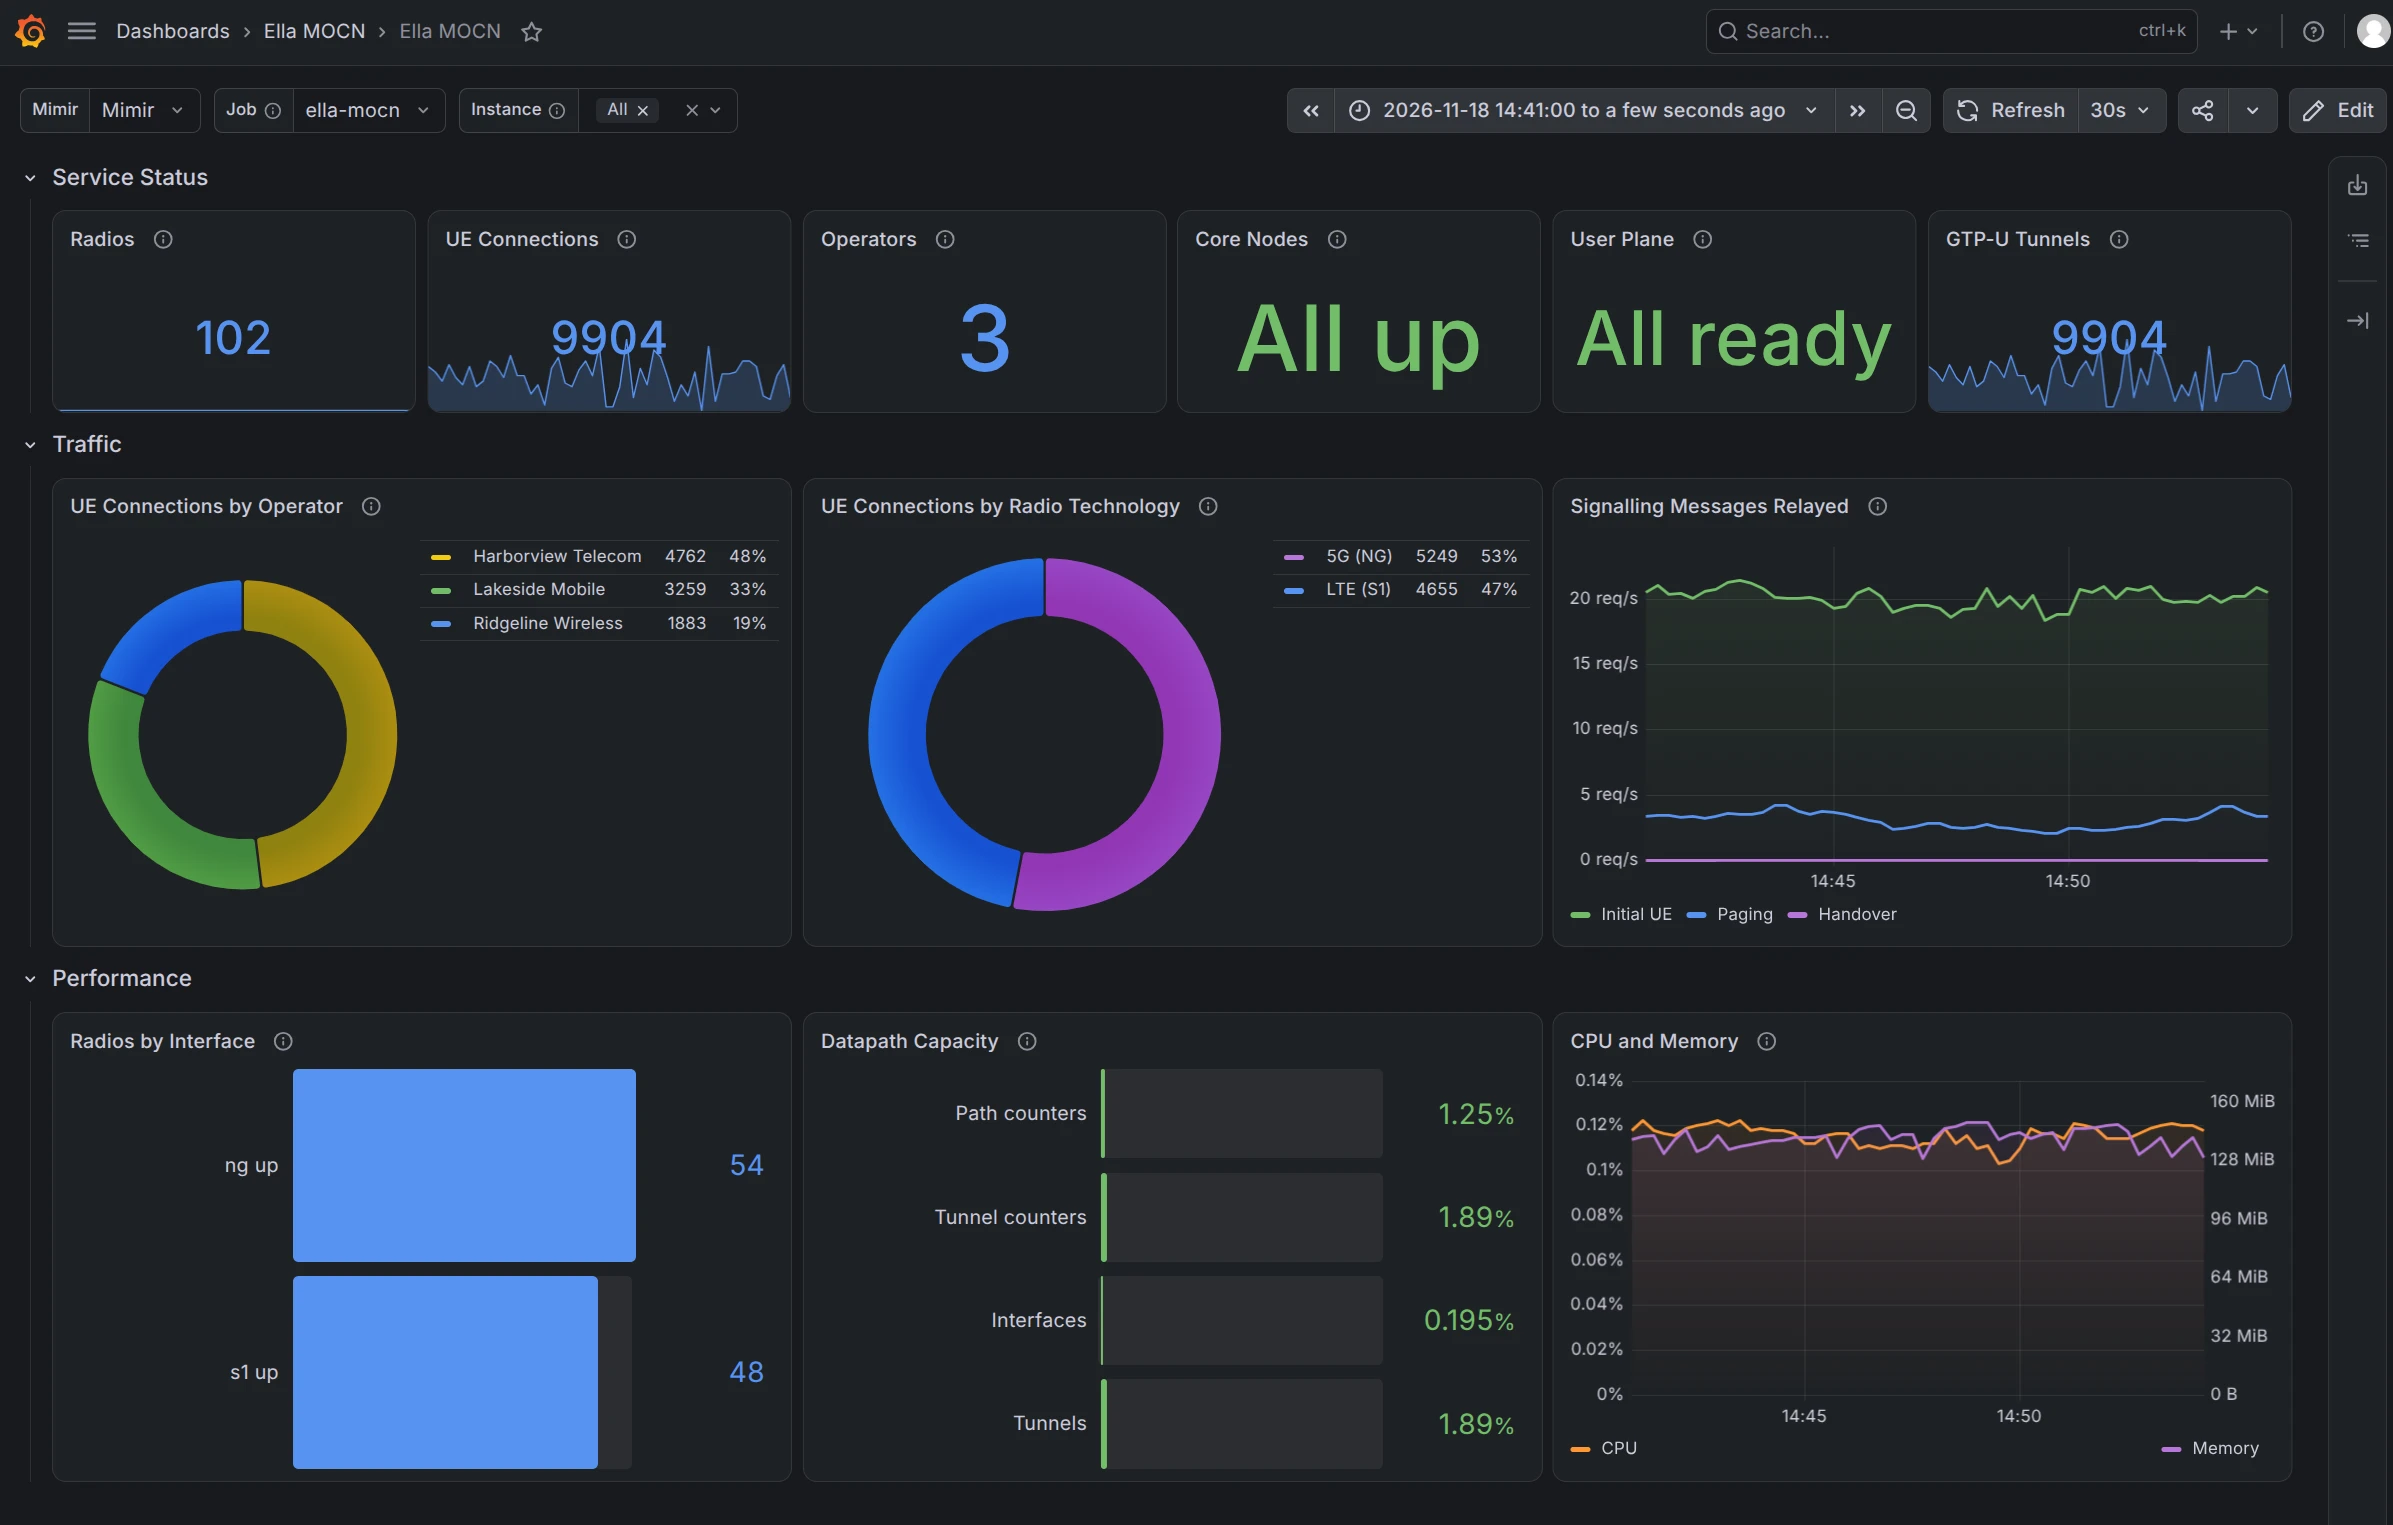 Dashboards › Ella MOCN › Ella MOCN
Search... ctrl+k
Mimir Mimir Job ella-mocn Instance All 2026-11-18 14:41:00 to a few seconds ago Refresh 30s Edit
Service Status
Radios
102
UE Connections
9904
Operators
3
Core Nodes
All up
User Plane
All ready
GTP-U Tunnels
9904
Traffic
UE Connections by Operator
Harborview Telecom 4762 48%
Lakeside Mobile 3259 33%
Ridgeline Wireless 1883 19%
UE Connections by Radio Technology
5G (NG) 5249 53%
LTE (S1) 4655 47%
Signalling Messages Relayed
20 req/s
15 req/s
10 req/s
5 req/s
0 req/s
14:45 14:50
Initial UE Paging Handover
Performance
Radios by Interface
ng up 54
s1 up 48
Datapath Capacity
Path counters 1.25%
Tunnel counters 1.89%
Interfaces 0.195%
Tunnels 1.89%
CPU and Memory
0.14%
0.12%
0.1%
0.08%
0.06%
0.04%
0.02%
0%
160 MiB
128 MiB
96 MiB
64 MiB
32 MiB
0 B
14:45 14:50
CPU Memory